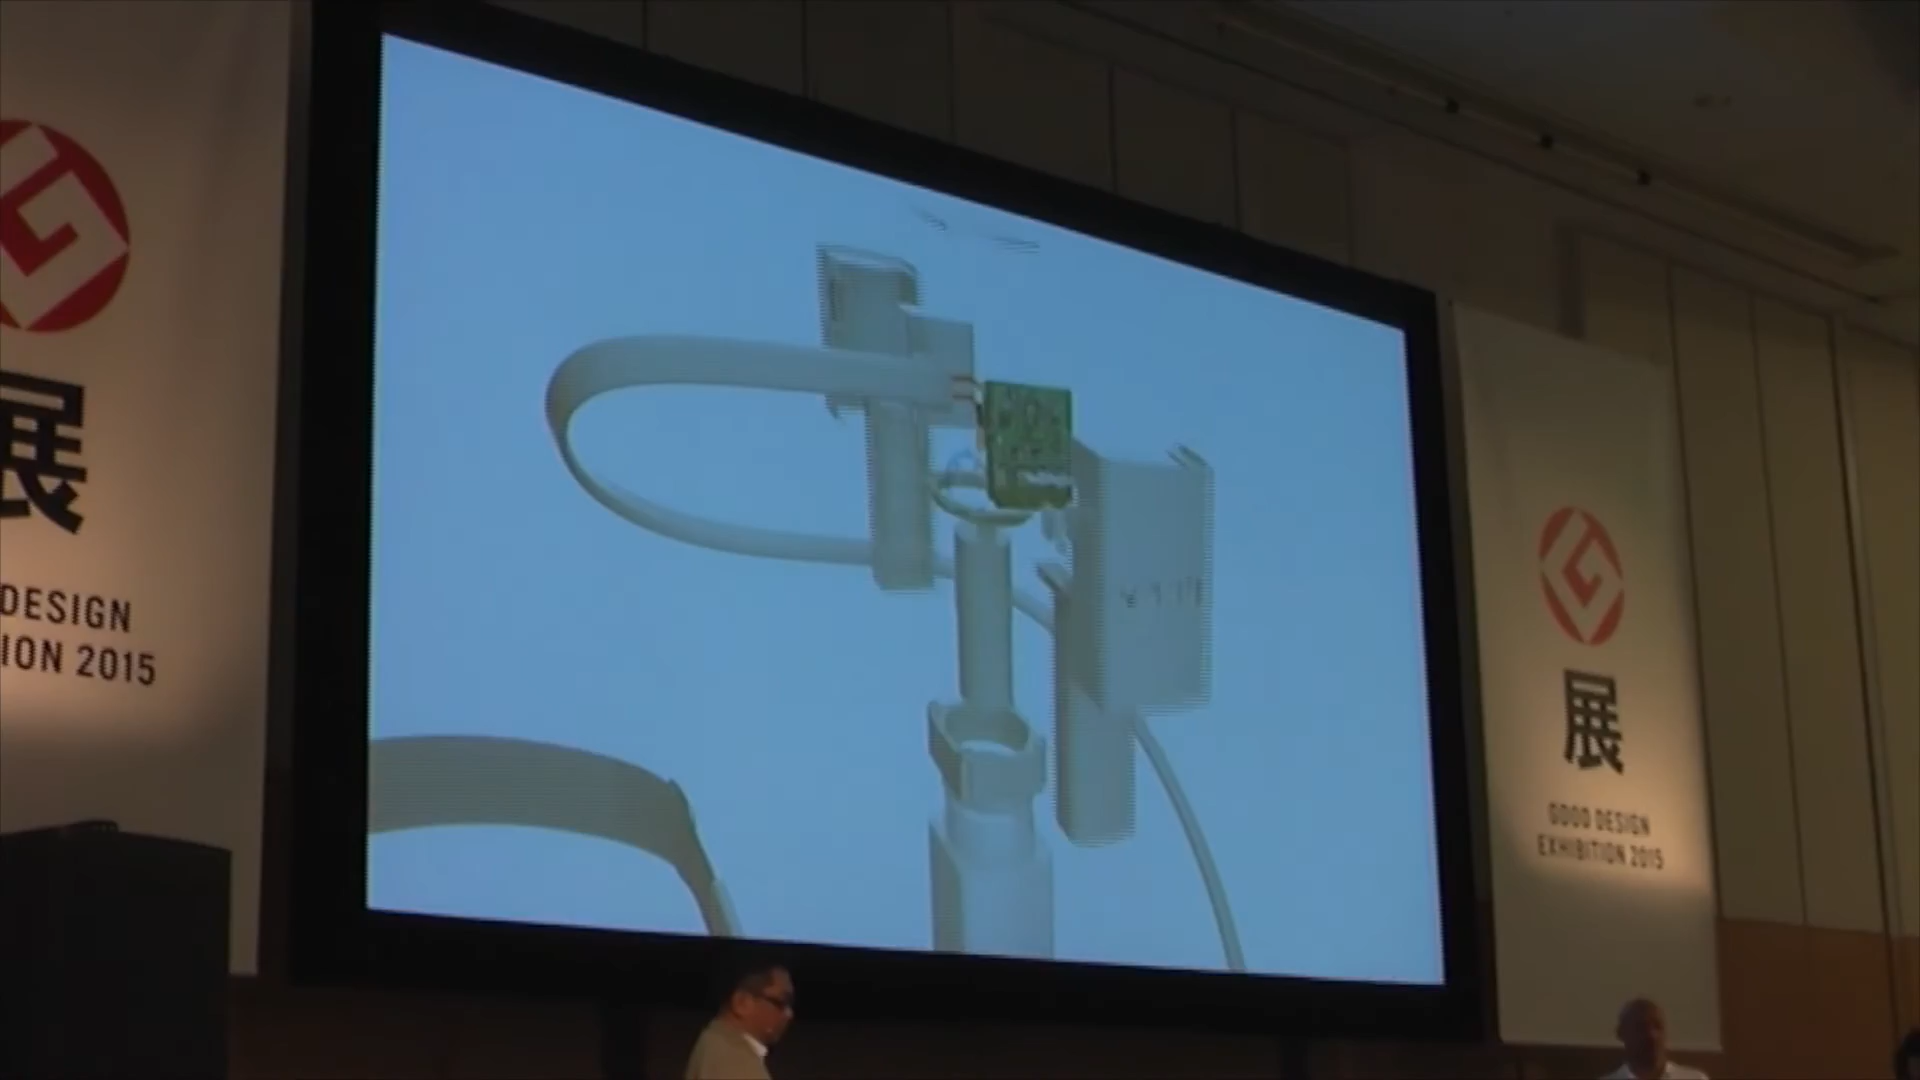 展
DESIGN
ION 2015
展
GOOD DESIGN
EXHIBITION 2015